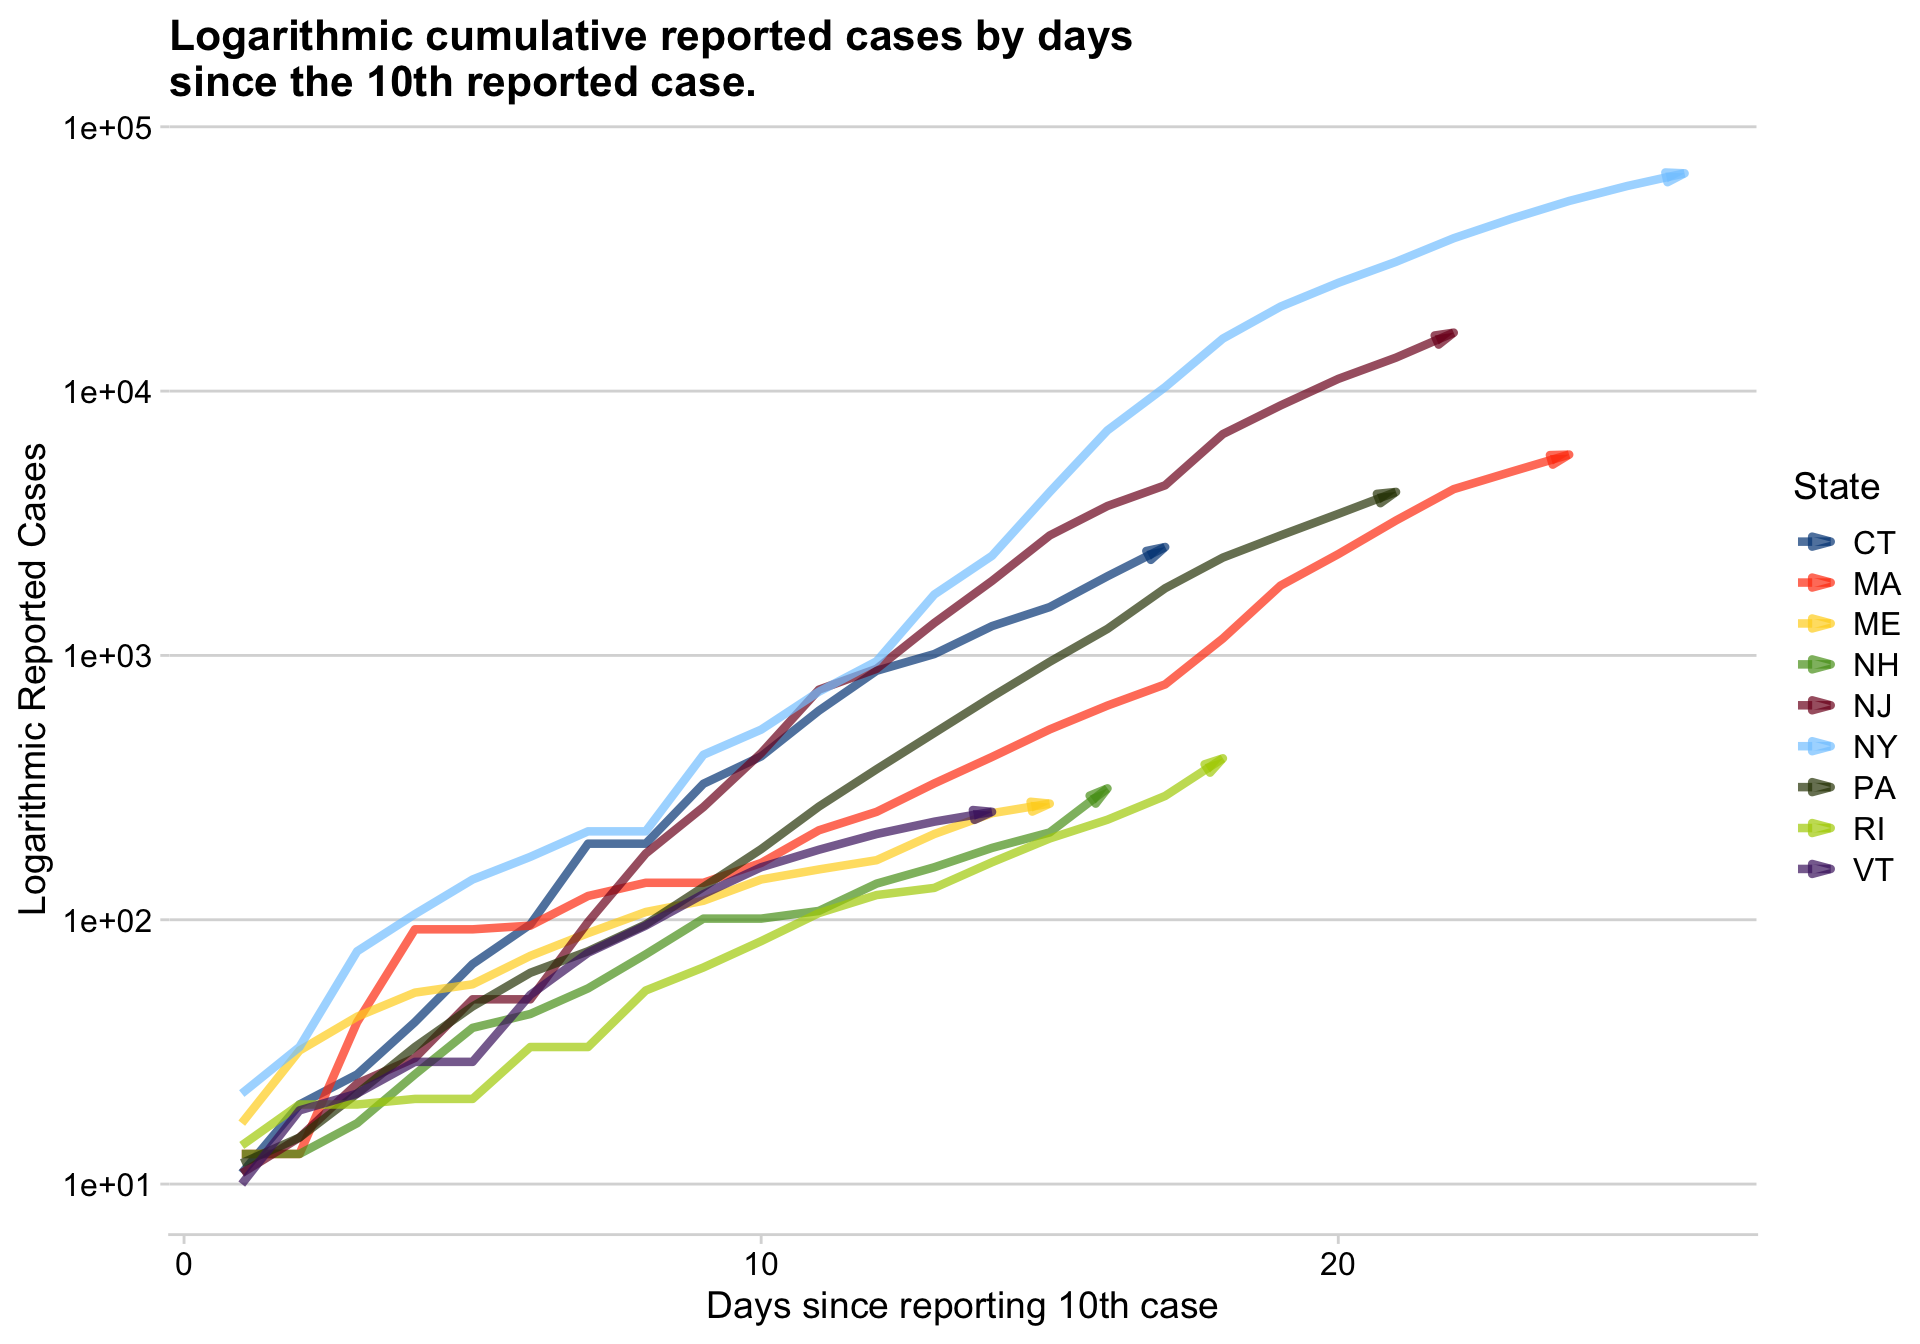 Logarithmic cumulative reported cases by days
since the 10th reported case.
1e+05
1e+04
1e+03
1e+02
1e+01
Logarithmic Reported Cases
0 10 20
Days since reporting 10th case
State
CT
MA
ME
NH
NJ
NY
PA
RI
VT